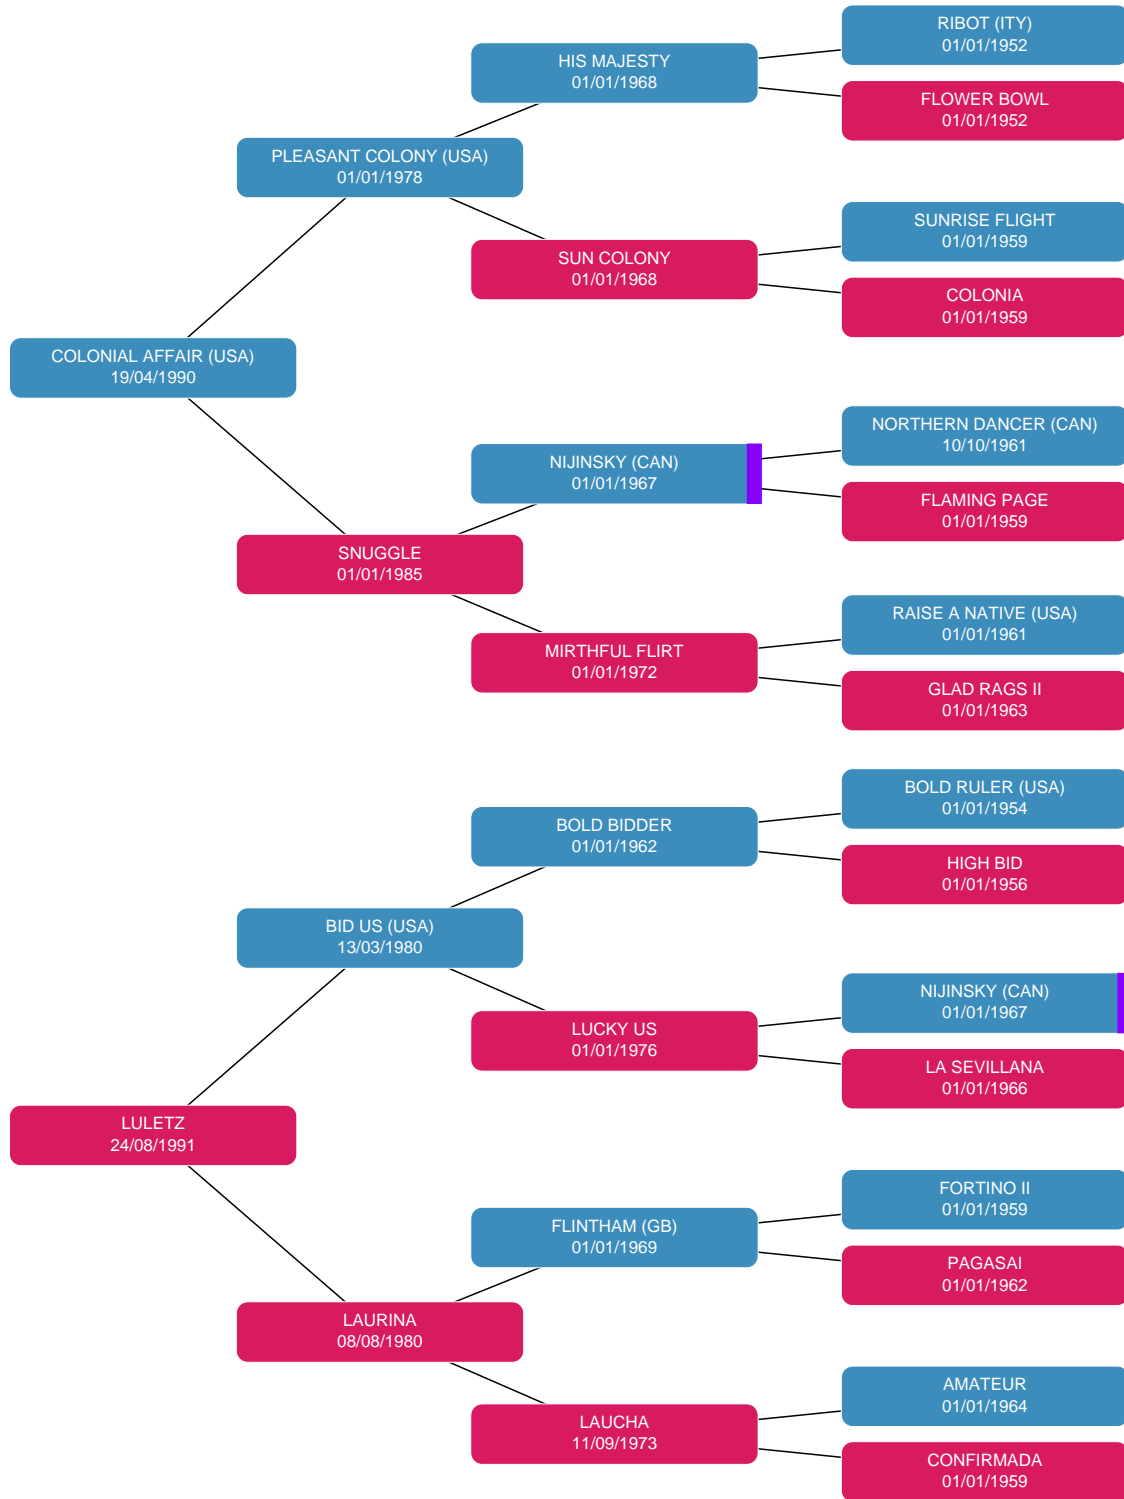 RIBOT (ITY)
01/01/1952
HIS MAJESTY
01/01/1968
FLOWER BOWL
01/01/1952
PLEASANT COLONY (USA)
01/01/1978
SUNRISE FLIGHT
01/01/1959
SUN COLONY
01/01/1968
COLONIA
01/01/1959
COLONIAL AFFAIR (USA)
19/04/1990
NORTHERN DANCER (CAN)
10/10/1961
NIJINSKY (CAN)
01/01/1967
FLAMING PAGE
01/01/1959
SNUGGLE
01/01/1985
RAISE A NATIVE (USA)
01/01/1961
MIRTHFUL FLIRT
01/01/1972
GLAD RAGS II
01/01/1963
BOLD RULER (USA)
01/01/1954
BOLD BIDDER
01/01/1962
HIGH BID
01/01/1956
BID US (USA)
13/03/1980
NIJINSKY (CAN)
01/01/1967
LUCKY US
01/01/1976
LA SEVILLANA
01/01/1966
LULETZ
24/08/1991
FORTINO II
01/01/1959
FLINTHAM (GB)
01/01/1969
PAGASAI
01/01/1962
LAURINA
08/08/1980
AMATEUR
01/01/1964
LAUCHA
11/09/1973
CONFIRMADA
01/01/1959